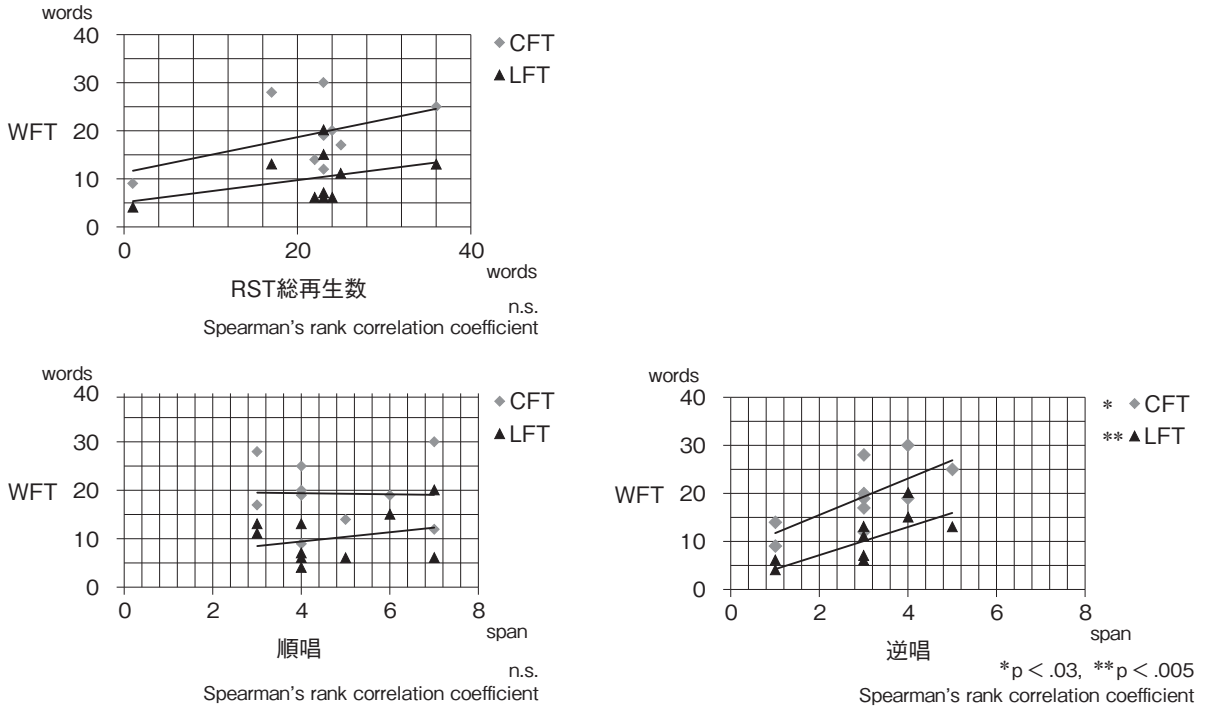 words
40
30
WFT 20
10
0
0 20 40
words
RST総再生数
n.s.
Spearman's rank correlation coefficient
CFT
LFT
words
40
30
WFT 20
10
0
0 2 4 6 8
span
順唱
n.s.
Spearman's rank correlation coefficient
CFT
LFT
words
40
30
WFT 20
10
0
0 2 4 6 8
span
逆唱
*p < .03, **p < .005
Spearman's rank correlation coefficient
* CFT
** LFT